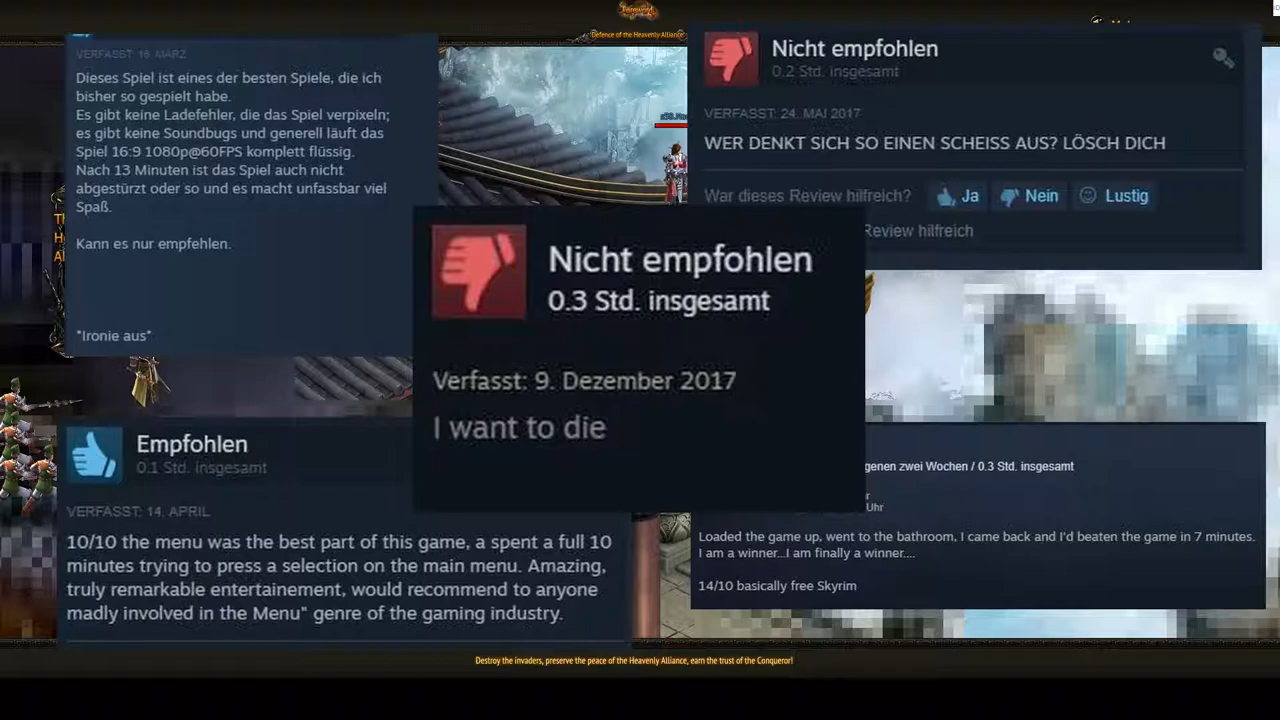 Defence of the Heavenly Alliance
VERFASST: 16. MÄRZ
Dieses Spiel ist eines der besten Spiele, die ich
bisher so gespielt habe.
Es gibt keine Ladefehler, die das Spiel verpixeln;
es gibt keine Soundbugs und generell läuft das
Spiel 16:9 1080p@60FPS komplett flüssig.
Nach 13 Minuten ist das Spiel auch nicht
abgestürzt oder so und es macht unfassbar viel
Spaß.
Kann es nur empfehlen.
*Ironie aus*
Nicht empfohlen
0.2 Std. insgesamt
VERFASST: 24. MAI 2017
WER DENKT SICH SO EINEN SCHEISS AUS? LÖSCH DICH
War dieses Review hilfreich? Ja Nein Lustig
Review hilfreich
Nicht empfohlen
0.3 Std. insgesamt
Verfasst: 9. Dezember 2017
I want to die
Empfohlen
0.1 Std. insgesamt
VERFASST: 14. APRIL
10/10 the menu was the best part of this game, a spent a full 10
minutes trying to press a selection on the main menu. Amazing,
truly remarkable entertainement, would recommend to anyone
madly involved in the Menu" genre of the gaming industry.
genen zwei Wochen / 0.3 Std. insgesamt
r
Uhr
Loaded the game up, went to the bathroom, I came back and I'd beaten the game in 7 minutes.
I am a winner...I am finally a winner....
14/10 basically free Skyrim
Destroy the invaders, preserve the peace of the Heavenly Alliance, earn the trust of the Conqueror!